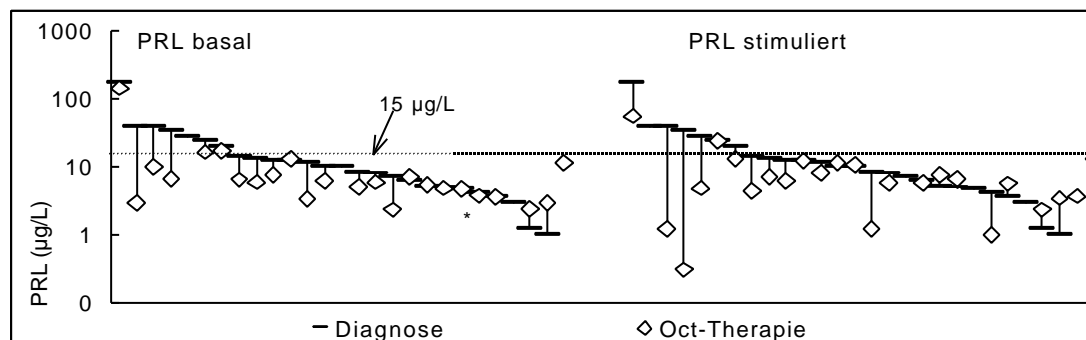 1000
PRL basal
PRL stimuliert
100
15 µg/L
10
1
*
0
PRL (µg/L)
Diagnose
Oct-Therapie